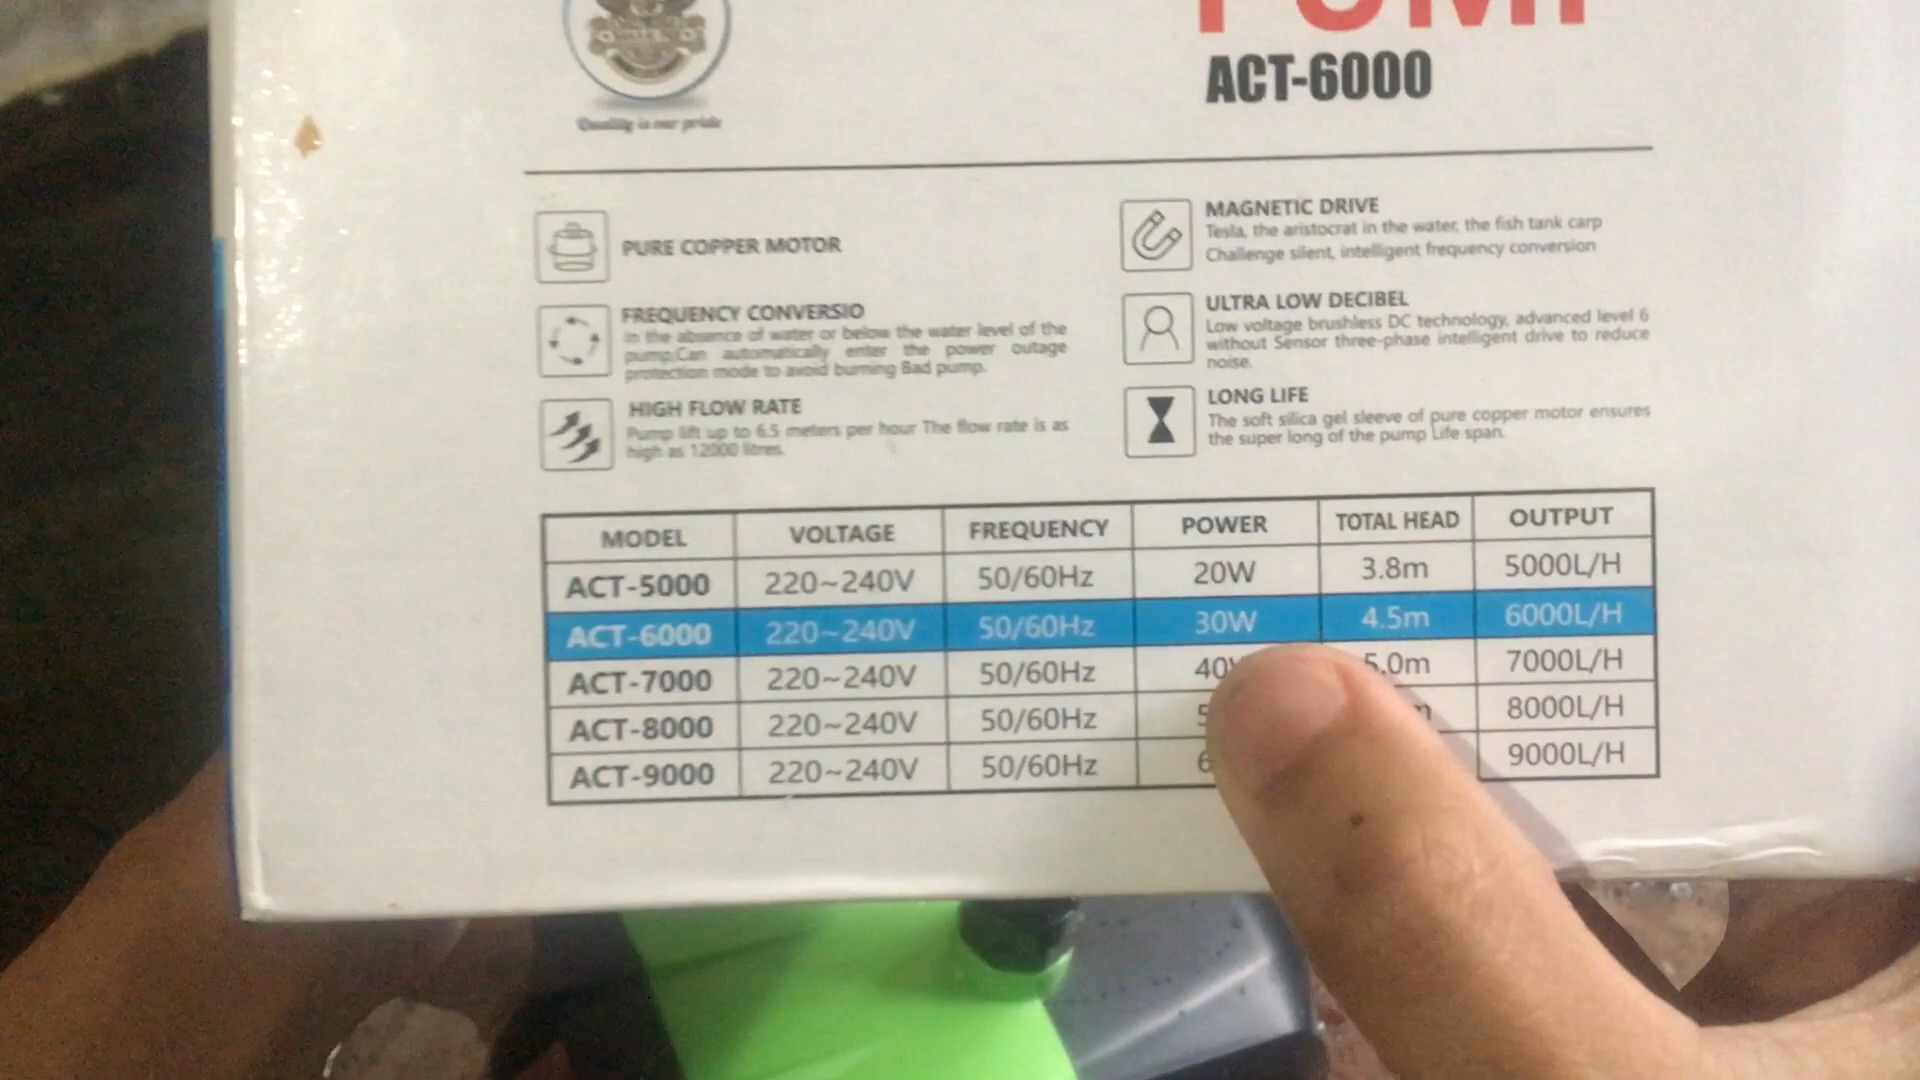 ACT-6000
Quality is our pride
PURE COPPER MOTOR
FREQUENCY CONVERSIO
in the absence of water or below the water level of the
pump.Can automatically enter the power outage
protection mode to avoid burning Bad pump.
HIGH FLOW RATE
Pump lift up to 6.5 meters per hour The flow rate is as
high as 12000 litres.
MAGNETIC DRIVE
Tesla, the aristocrat in the water, the fish tank carp
Challenge silent, intelligent frequency conversion
ULTRA LOW DECIBEL
Low voltage brushless DC technology, advanced level 6
without Sensor three-phase intelligent drive to reduce
noise.
LONG LIFE
The soft silica gel sleeve of pure copper motor ensures
the super long of the pump Life span.
MODEL VOLTAGE FREQUENCY POWER TOTAL HEAD OUTPUT
ACT-5000 220~240V 50/60Hz 20W 3.8m 5000L/H
ACT-6000 220~240V 50/60Hz 30W 4.5m 6000L/H
ACT-7000 220~240V 50/60Hz 40W 5.0m 7000L/H
ACT-8000 220~240V 50/60Hz 8000L/H
ACT-9000 220~240V 50/60Hz 9000L/H